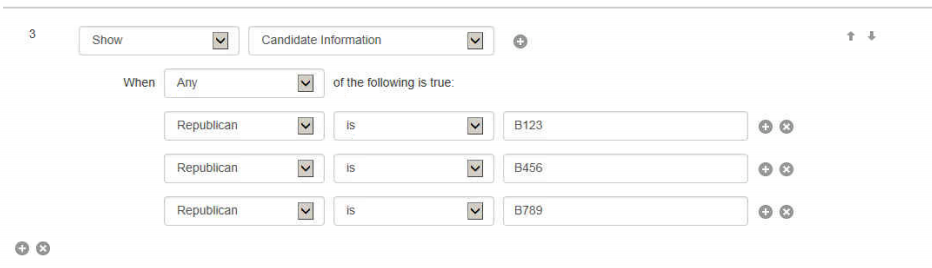 3 Show Candidate Information
When Any of the following is true:
Republican is B123
Republican is B456
Republican is B789